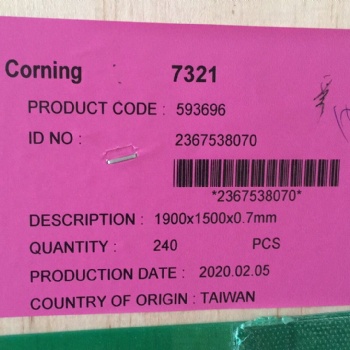 Corning 7321
PRODUCT CODE : 593696
ID NO : 2367538070
*2367538070*
DESCRIPTION : 1900x1500x0.7mm
QUANTITY : 240 PCS
PRODUCTION DATE : 2020.02.05
COUNTRY OF ORIGIN : TAIWAN